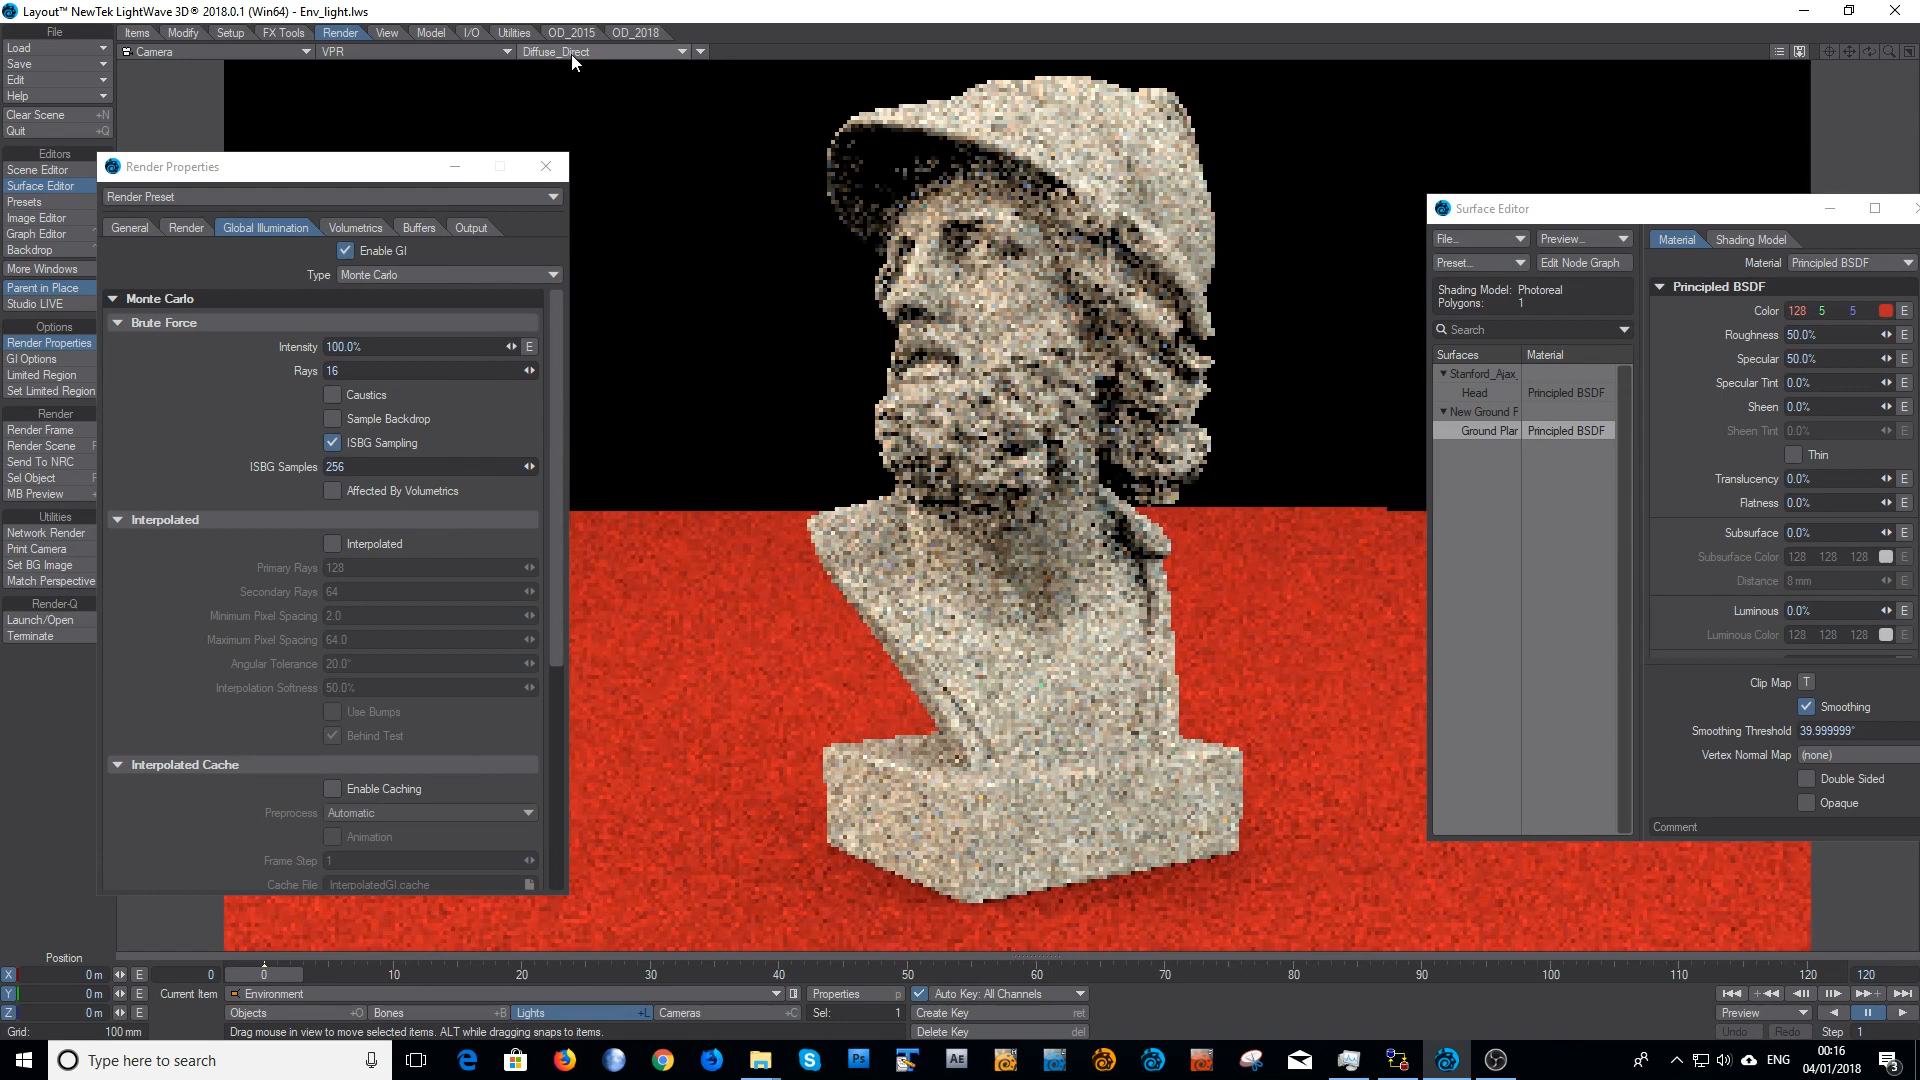 Layout™ NewTek LightWave 3D® 2018.0.1 (Win64) - Env_light.lws
File
Items Modify Setup FX Tools Render View Model I/O Utilities OD_2015 OD_2018
Load
Camera VPR Diffuse_Direct
Save
Edit
Help
Clear Scene +N
Quit +Q
Editors
Scene Editor
Surface Editor
Presets
Image Editor
Graph Editor
Backdrop
More Windows
Parent in Place
Studio LIVE
Options
Render Properties
GI Options
Limited Region
Set Limited Region
Render
Render Frame
Render Scene
Send To NRC
Sel Object
MB Preview
Utilities
Network Render
Print Camera
Set BG Image
Match Perspective
Render-Q
Launch/Open
Terminate
Render Properties
Render Preset
General Render Global Illumination Volumetrics Buffers Output
Enable GI
Type Monte Carlo
Monte Carlo
Brute Force
Intensity 100.0% E
Rays 16
Caustics
Sample Backdrop
ISBG Sampling
ISBG Samples 256
Affected By Volumetrics
Interpolated
Interpolated
Primary Rays 128
Secondary Rays 64
Minimum Pixel Spacing 2.0
Maximum Pixel Spacing 64.0
Angular Tolerance 20.0°
Interpolation Softness 50.0%
Use Bumps
Behind Test
Interpolated Cache
Enable Caching
Preprocess Automatic
Animation
Frame Step 1
Cache File InterpolatedGI.cache
Surface Editor
File... Preview...
Preset... Edit Node Graph
Shading Model: Photoreal
Polygons: 1
Search
Surfaces Material
Stanford_Ajax_
Head Principled BSDF
New Ground F
Ground Plar Principled BSDF
Material Shading Model
Material Principled BSDF
Principled BSDF
Color 128 5 5 E
Roughness 50.0% E
Specular 50.0% E
Specular Tint 0.0% E
Sheen 0.0% E
Sheen Tint 0.0% E
Thin
Translucency 0.0% E
Flatness 0.0% E
Subsurface 0.0% E
Subsurface Color 128 128 128 E
Distance 8 mm E
Luminous 0.0% E
Luminous Color 128 128 128 E
Clip Map T
Smoothing
Smoothing Threshold 39.999999°
Vertex Normal Map (none)
Double Sided
Opaque
Comment
Position
X 0 m E 0 0 10 20 30 40 50 60 70 80 90 100 110 120 120
Y 0 m E Current Item Environment Properties p Auto Key: All Channels
Z 0 m E Objects +O Bones +B Lights +L Cameras +C Sel: 1 Create Key ret Preview
Grid: 100 mm Drag mouse in view to move selected items. ALT while dragging snaps to items. Delete Key del Undo Redo Step 1
Type here to search
Ps AE
ENG
00:16
04/01/2018
3